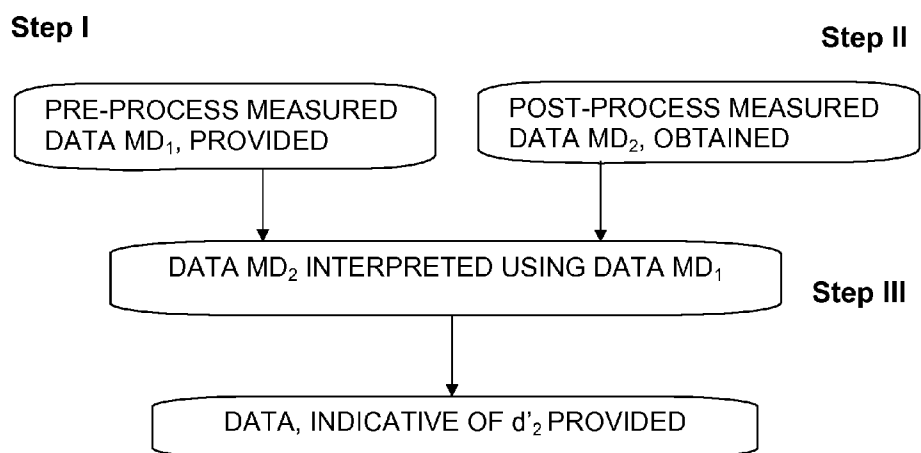 Step I
Step II
PRE-PROCESS MEASURED
DATA MD₁, PROVIDED
POST-PROCESS MEASURED
DATA MD₂, OBTAINED
DATA MD₂ INTERPRETED USING DATA MD₁
Step III
DATA, INDICATIVE OF d'₂ PROVIDED